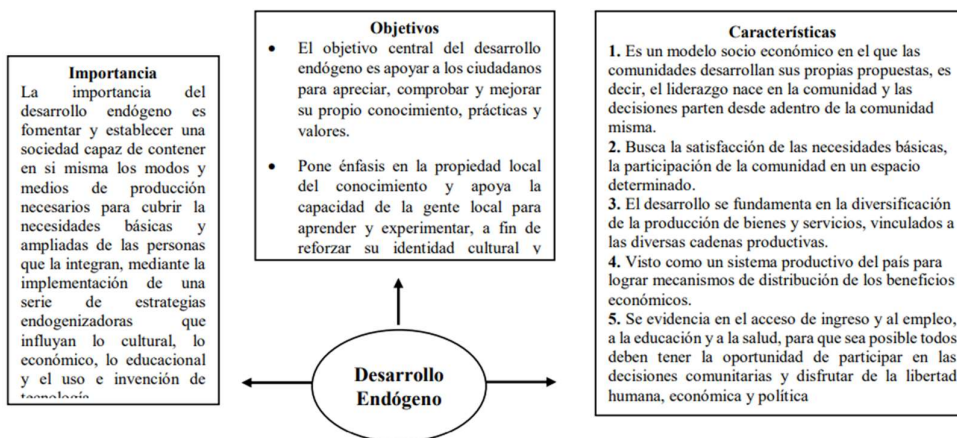 Importancia
La importancia del
desarrollo endógeno es
fomentar y establecer una
sociedad capaz de contener
en si misma los modos y
medios de producción
necesarios para cubrir la
necesidades básicas y
ampliadas de las personas
que la integran, mediante la
implementación de una
serie de estrategias
endogenizadoras que
influyan lo cultural, lo
económico, lo educacional
y el uso e invención de
Objetivos
• El objetivo central del desarrollo
endógeno es apoyar a los ciudadanos
para apreciar, comprobar y mejorar
su propio conocimiento, prácticas y
valores.
• Pone énfasis en la propiedad local
del conocimiento y apoya la
capacidad de la gente local para
aprender y experimentar, a fin de
reforzar su identidad cultural y
Características
1. Es un modelo socio económico en el que las
comunidades desarrollan sus propias propuestas, es
decir, el liderazgo nace en la comunidad y las
decisiones parten desde adentro de la comunidad
misma.
2. Busca la satisfacción de las necesidades básicas,
la participación de la comunidad en un espacio
determinado.
3. El desarrollo se fundamenta en la diversificación
de la producción de bienes y servicios, vinculados a
las diversas cadenas productivas.
4. Visto como un sistema productivo del país para
lograr mecanismos de distribución de los beneficios
económicos.
5. Se evidencia en el acceso de ingreso y al empleo,
a la educación y a la salud, para que sea posible todos
deben tener la oportunidad de participar en las
decisiones comunitarias y disfrutar de la libertad
humana, económica y política
Desarrollo
Endógeno